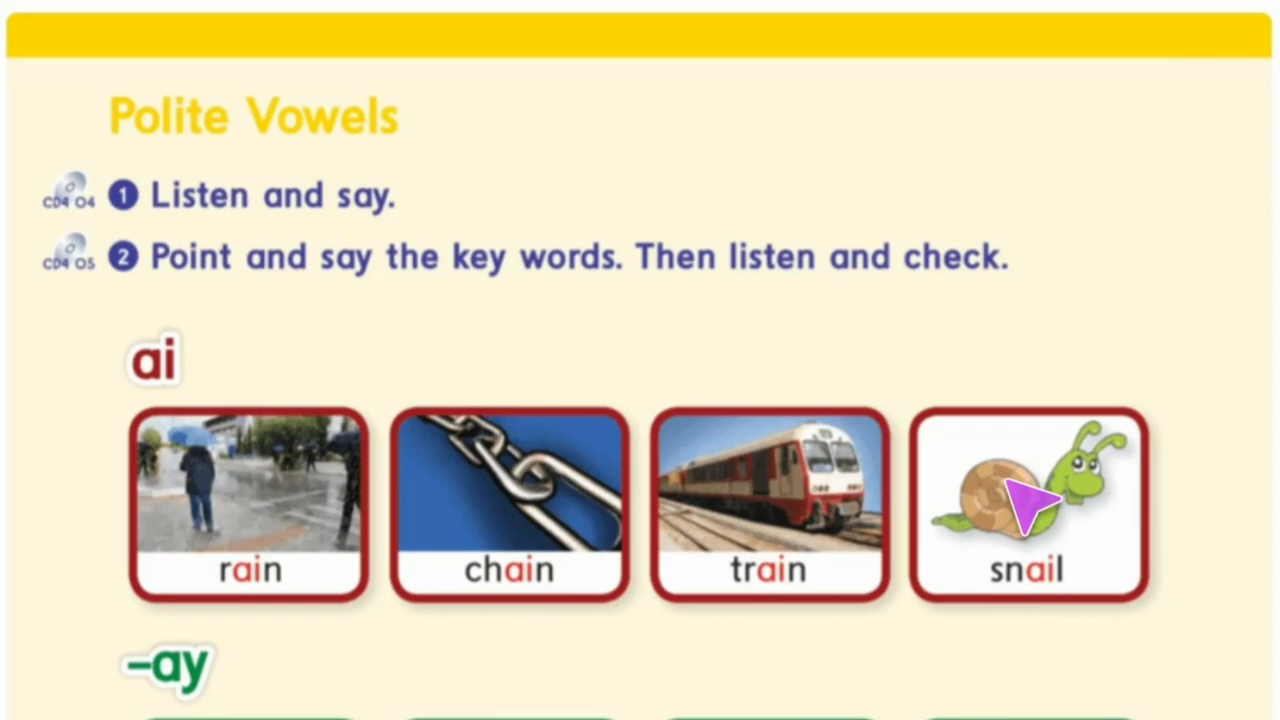 Polite Vowels
CD4 04 1 Listen and say.
CD4 05 2 Point and say the key words. Then listen and check.
ai
rain chain train snail
-ay